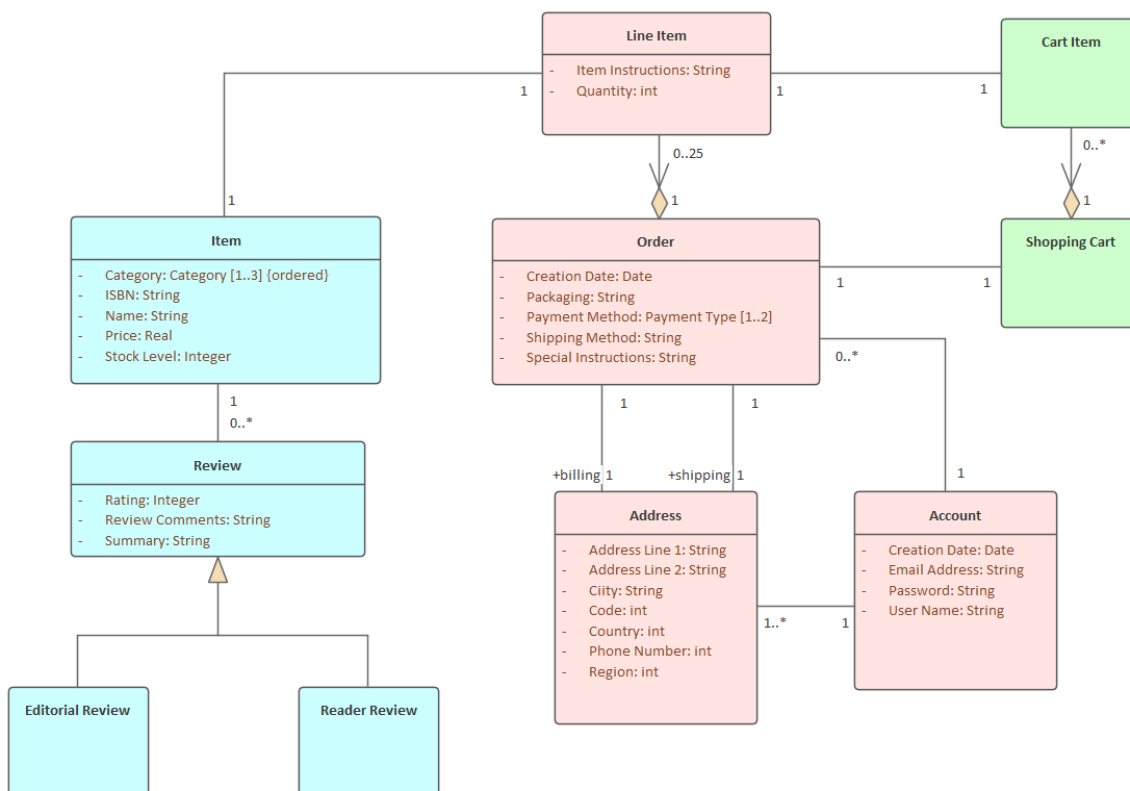 Line Item
- Item Instructions: String
- Quantity: int
Cart Item
1
1
1
1
0..25
1
0..*
1
Item
- Category: Category [1..3] {ordered}
- ISBN: String
- Name: String
- Price: Real
- Stock Level: Integer
Order
- Creation Date: Date
- Packaging: String
- Payment Method: Payment Type [1..2]
- Shipping Method: String
- Special Instructions: String
Shopping Cart
1
1
0..*
1
0..*
1
1
Review
- Rating: Integer
- Review Comments: String
- Summary: String
+billing 1
+shipping 1
1
Address
- Address Line 1: String
- Address Line 2: String
- Ciity: String
- Code: int
- Country: int
- Phone Number: int
- Region: int
Account
- Creation Date: Date
- Email Address: String
- Password: String
- User Name: String
1..*
1
Editorial Review
Reader Review